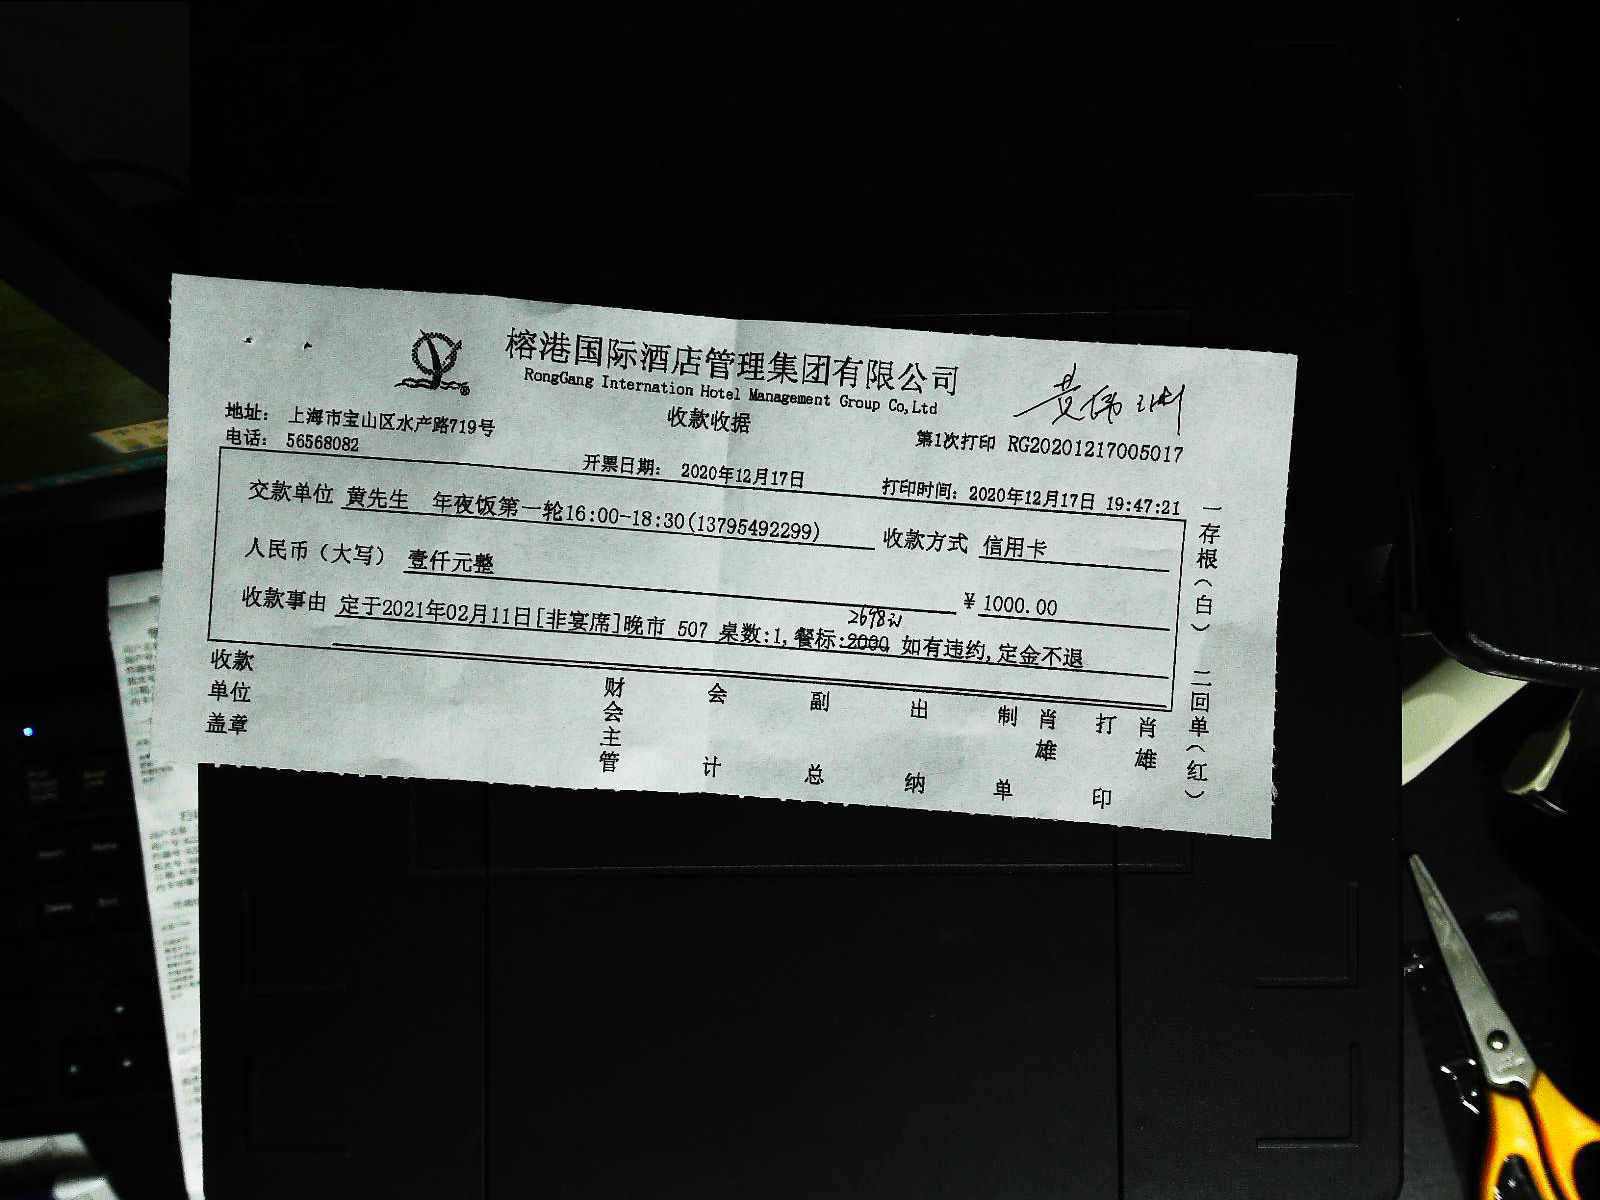 榕港国际酒店管理集团有限公司
RongGang Internation Hotel Management Group Co,Ltd
收款收据
地址： 上海市宝山区水产路719号
电话： 56568082
第1次打印 RG20201217005017
开票日期： 2020年12月17日
打印时间：2020年12月17日 19:47:21
交款单位 黄先生 年夜饭第一轮16:00-18:30(13795492299) 收款方式 信用卡
人民币（大写） 壹仟元整 ￥1000.00
2698
收款事由 定于2021年02月11日[非宴席]晚市 507 桌数:1,餐标:2000 如有违约,定金不退
收款单位盖章
财会主管
会计
副总
出纳
制单
肖雄
打印
肖雄
一存根（白）
二回单（红）